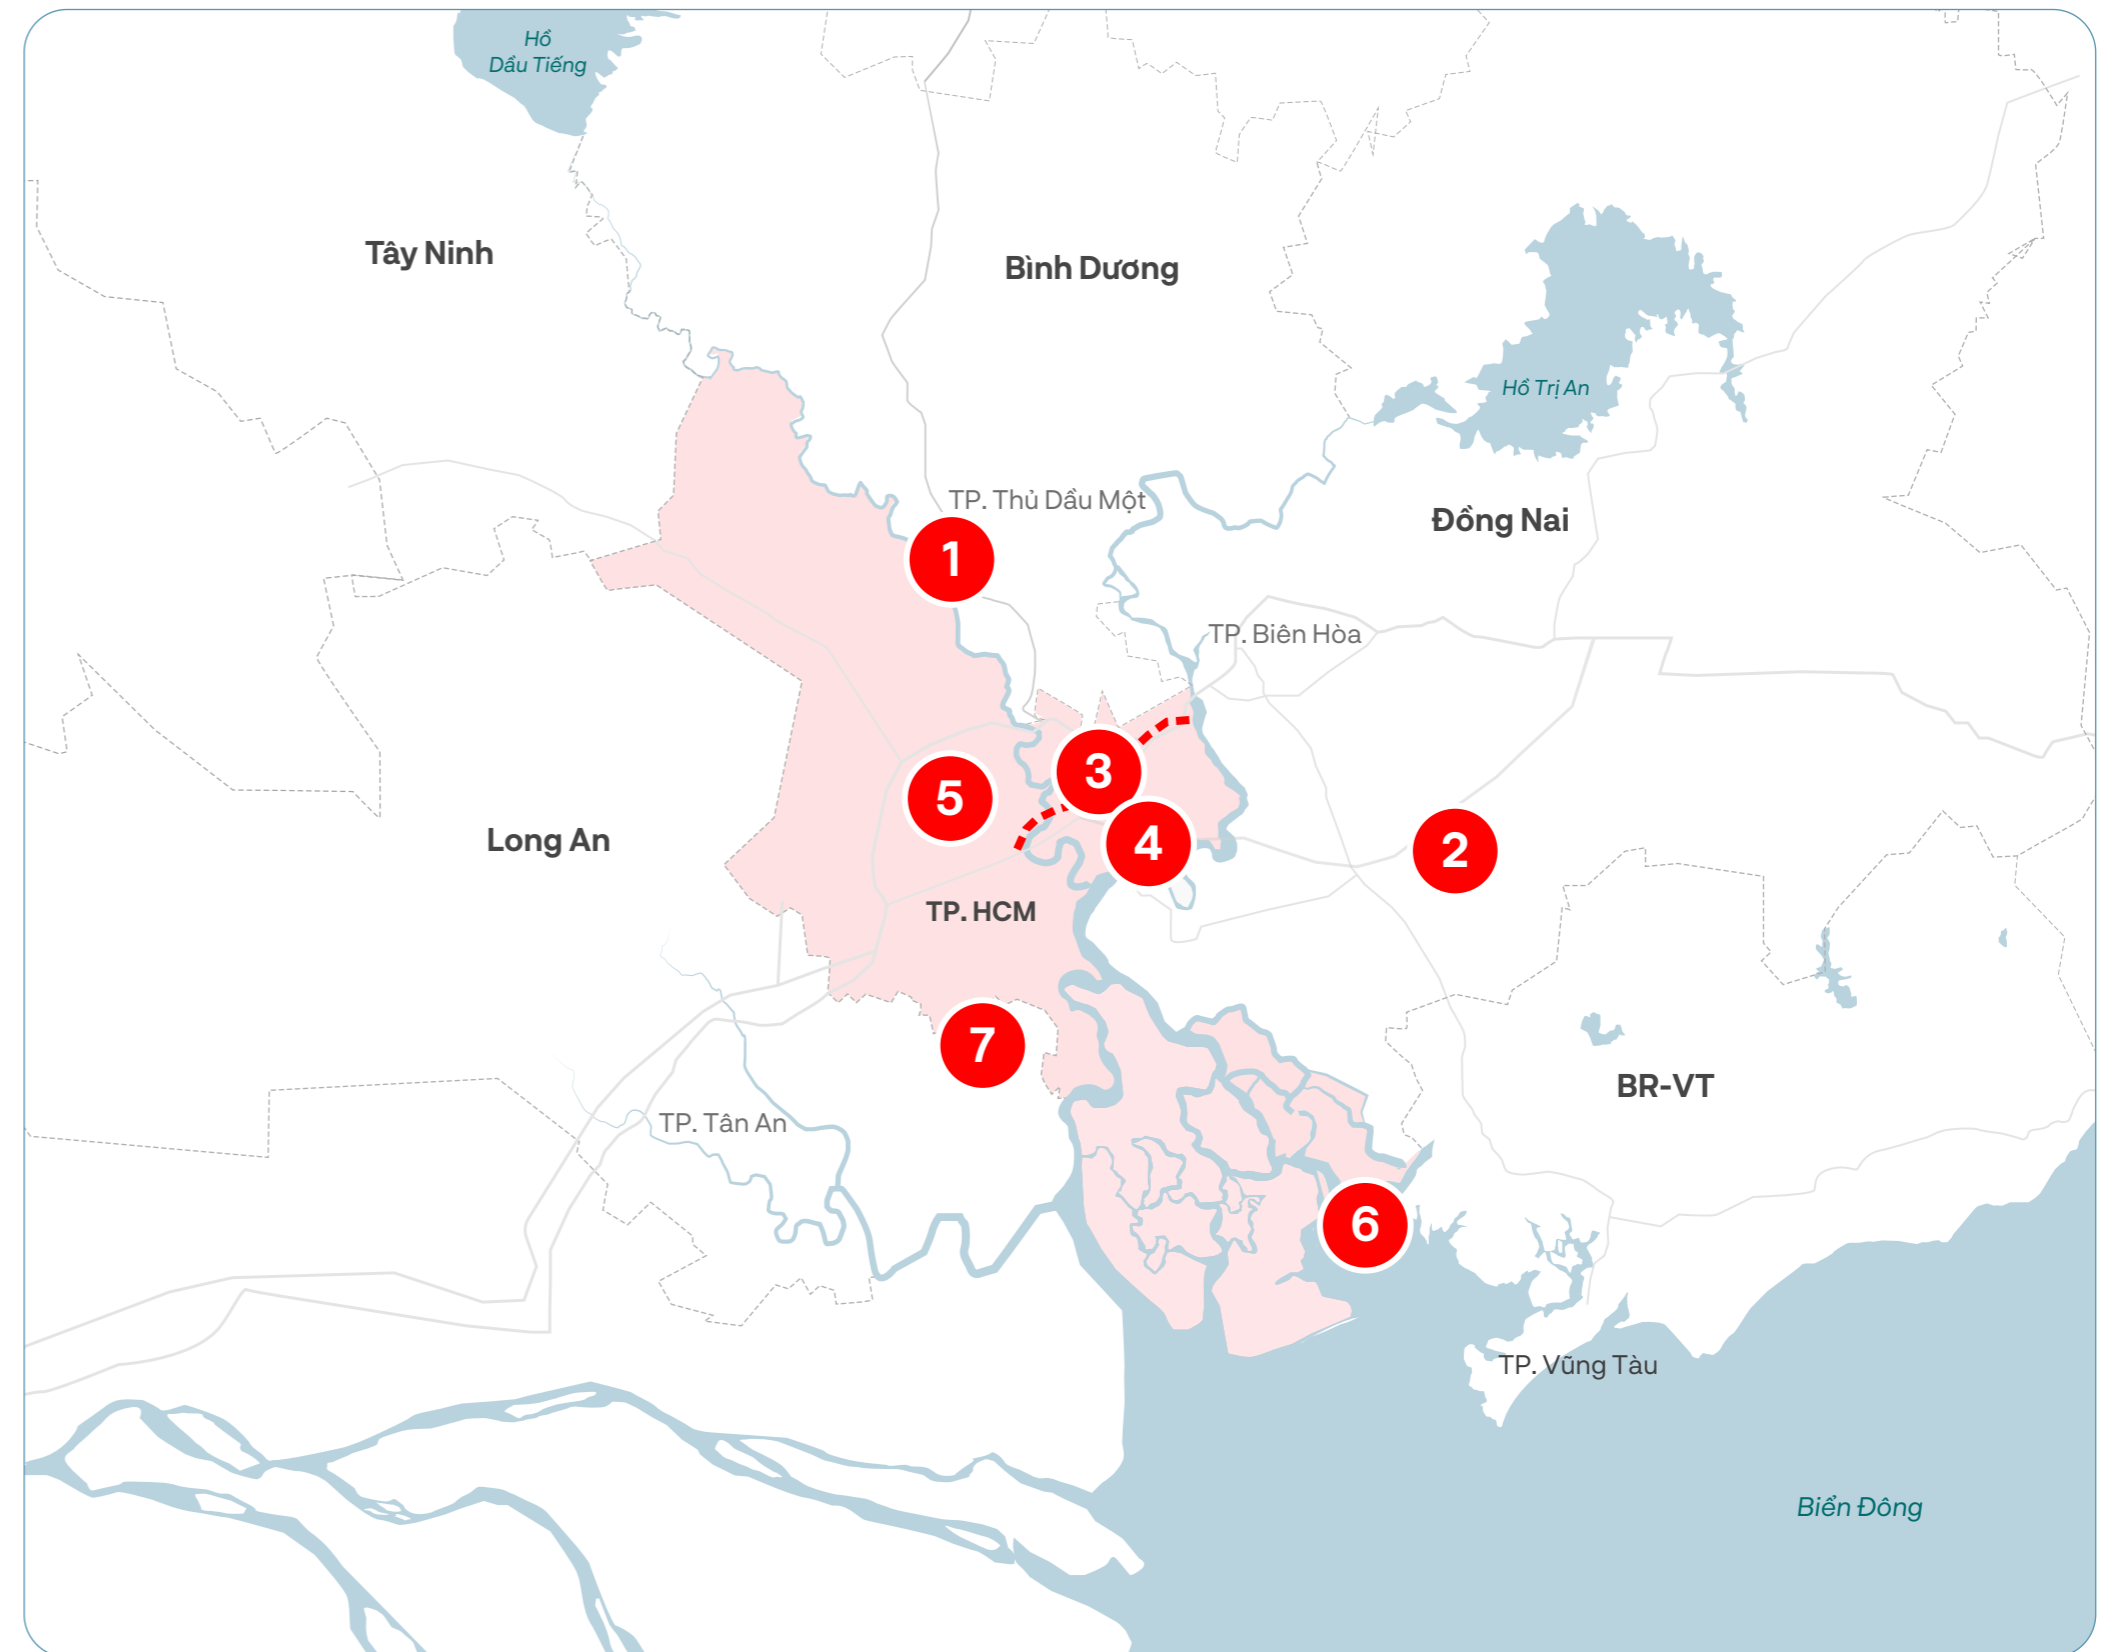 Hồ
Dầu Tiếng
Tây Ninh
Bình Dương
Hồ Trị An
TP. Thủ Dầu Một
Đồng Nai
1
TP. Biên Hòa
3
5
4
2
Long An
TP. HCM
7
BR-VT
TP. Tân An
6
TP. Vũng Tàu
Biển Đông